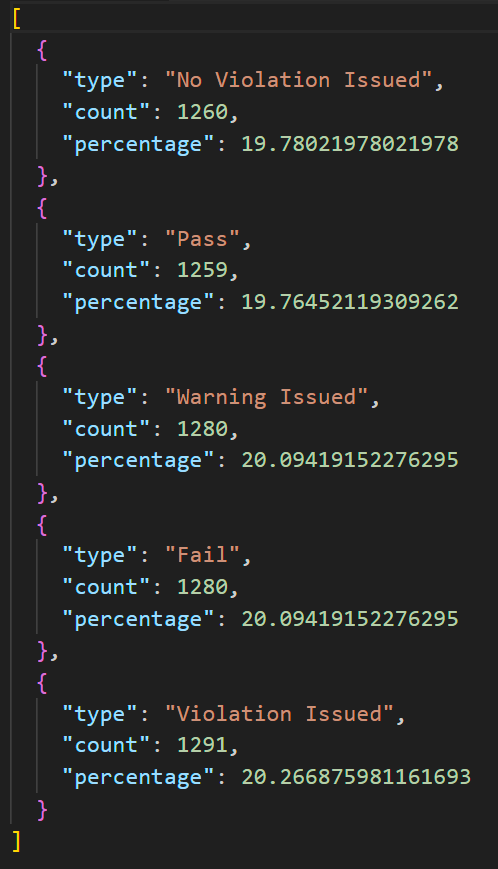 [
  {
    "type": "No Violation Issued",
    "count": 1260,
    "percentage": 19.78021978021978
  },
  {
    "type": "Pass",
    "count": 1259,
    "percentage": 19.76452119309262
  },
  {
    "type": "Warning Issued",
    "count": 1280,
    "percentage": 20.09419152276295
  },
  {
    "type": "Fail",
    "count": 1280,
    "percentage": 20.09419152276295
  },
  {
    "type": "Violation Issued",
    "count": 1291,
    "percentage": 20.266875981161693
  }
]